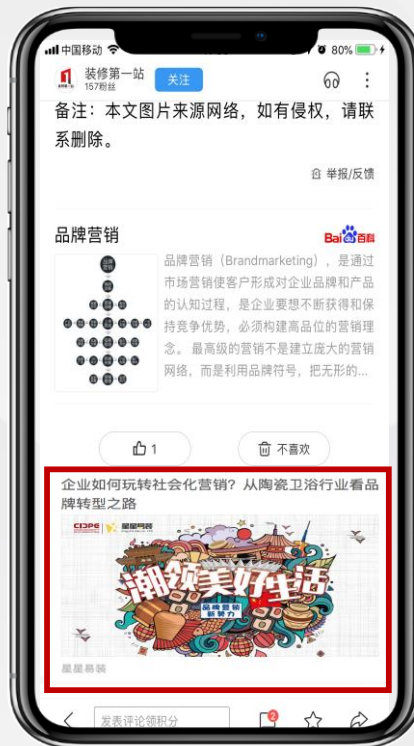 中国移动
80%
装修第一站
157粉丝
关注
备注：本文图片来源网络，如有侵权，请联
系删除。
举报/反馈
品牌营销
Bai百科
品牌营销（Brandmarketing），是通过
市场营销使客户形成对企业品牌和产品
的认知过程，是企业要想不断获得和保
持竞争优势，必须构建高品位的营销理
念。 最高级的营销不是建立庞大的营销
网络，而是利用品牌符号，把无形的...
1
不喜欢
企业如何玩转社会化营销？从陶瓷卫浴行业看品
牌转型之路
潮领美好生活
品牌营销
新势力
星星易装
发表评论领积分
2